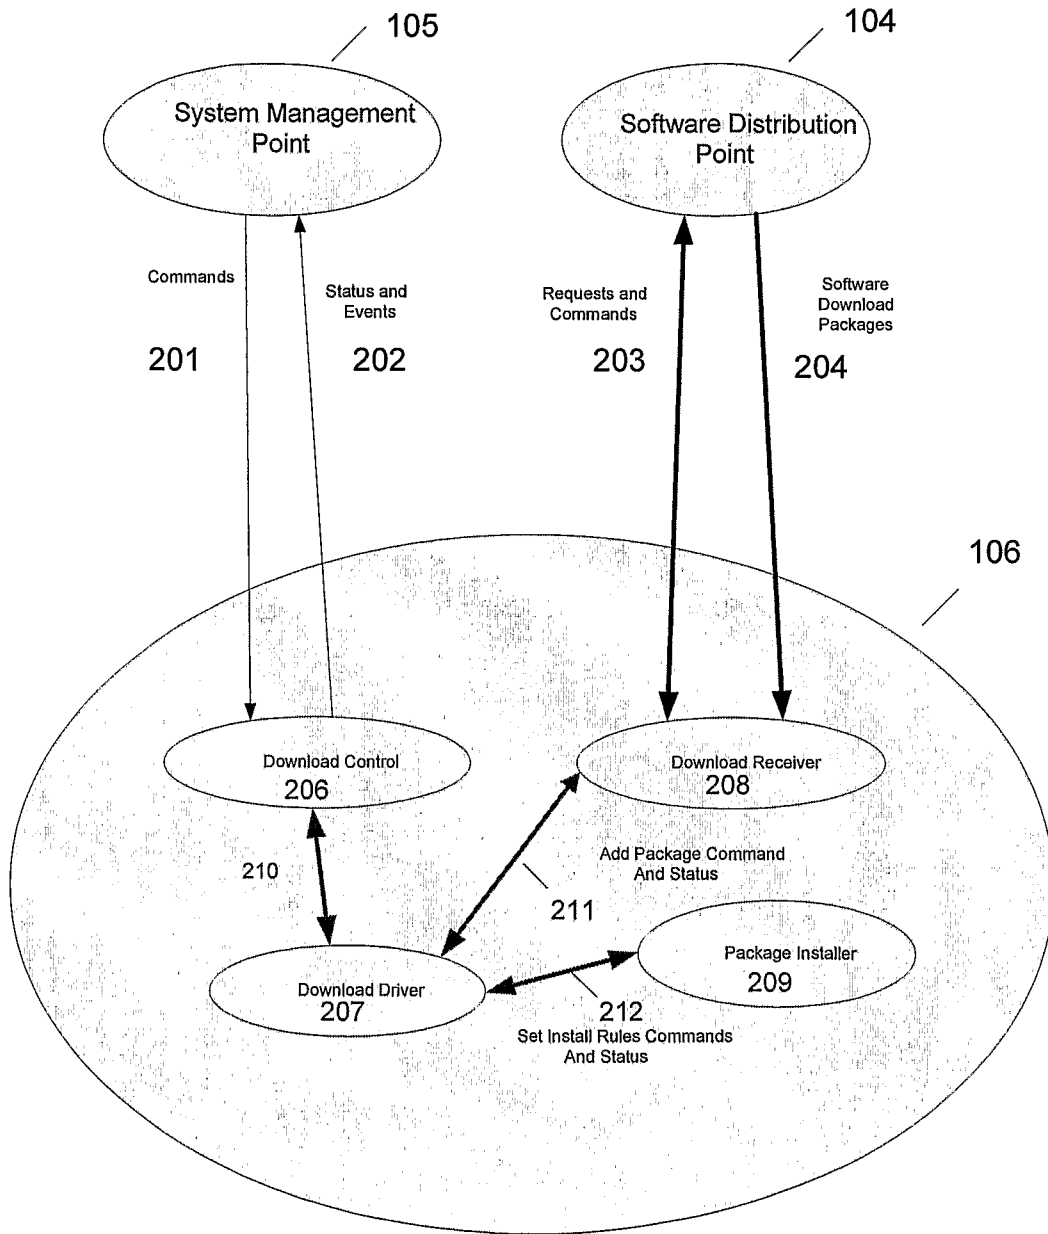 105
104
System Management
Point
Software Distribution
Point
Commands
201
Status and
Events
202
Requests and
Commands
203
Software
Download
Packages
204
106
Download Control
206
Download Receiver
208
210
Add Package Command
And Status
211
Package Installer
209
Download Driver
207
212
Set Install Rules Commands
And Status